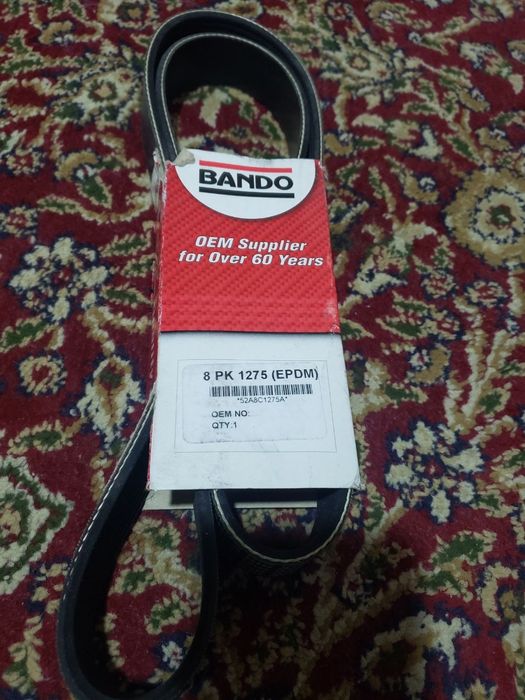 BANDO
OEM Supplier
for Over 60 Years
8 PK 1275 (EPDM)
*52A8C1275A*
OEM NO:
QTY:1